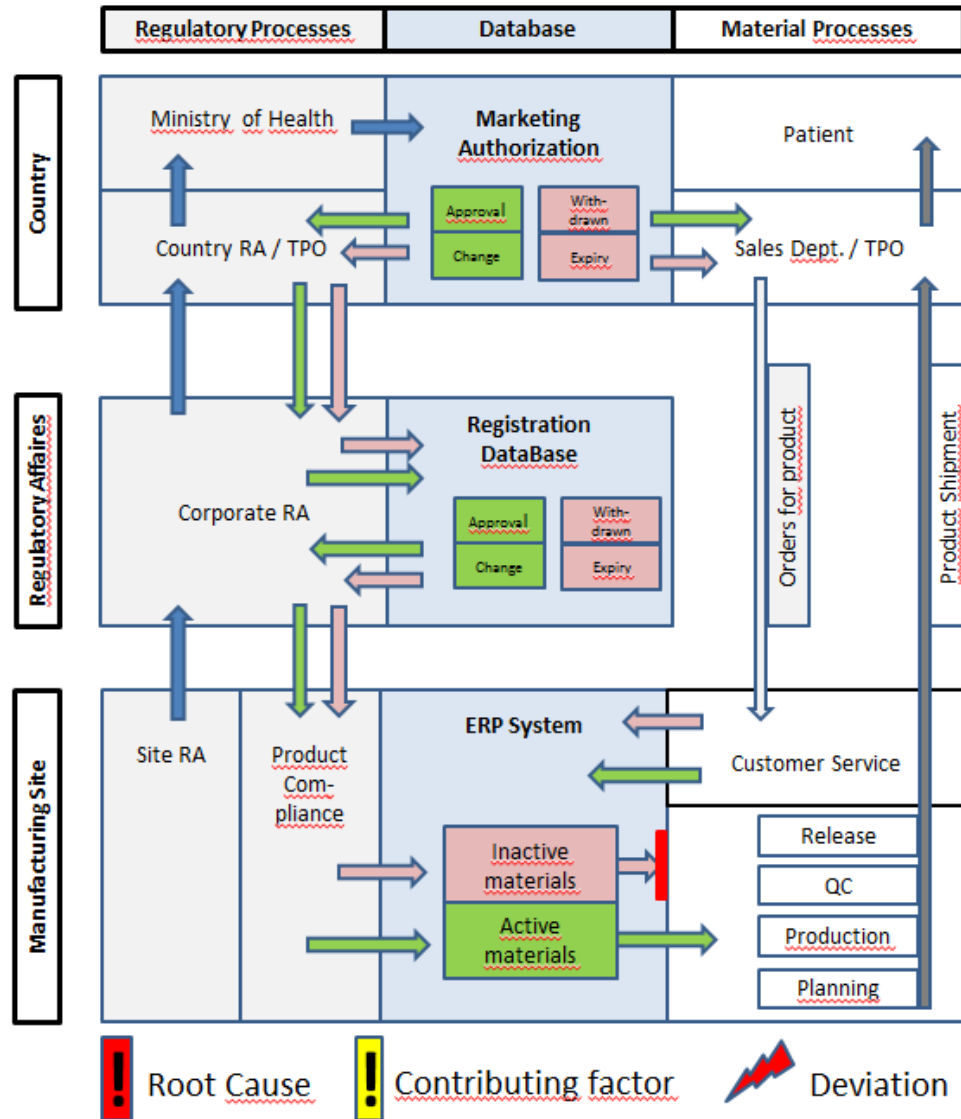 Regulatory Processes
Database
Material Processes
Country
Ministry of Health
Marketing
Authorization
Patient
Approval
With-
drawn
Change
Expiry
Country RA / TPO
Sales Dept. / TPO
Regulatory Affaires
Corporate RA
Registration
DataBase
Approval
With-
drawn
Change
Expiry
Orders for product
Product Shipment
Manufacturing Site
Site RA
Product
Com-
pliance
ERP System
Customer Service
Inactive
materials
Active
materials
Release
QC
Production
Planning
! Root Cause
! Contributing factor
Deviation